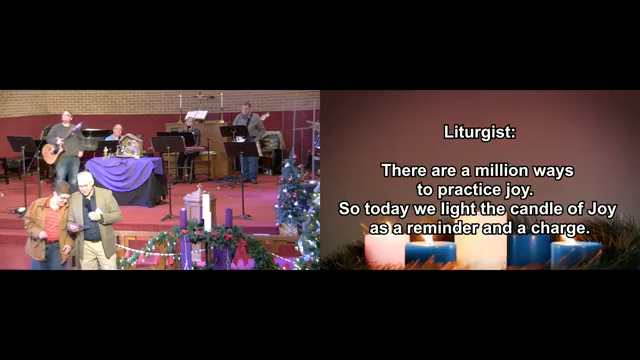 Liturgist:
There are a million ways
to practice joy.
So today we light the candle of Joy
as a reminder and a charge.